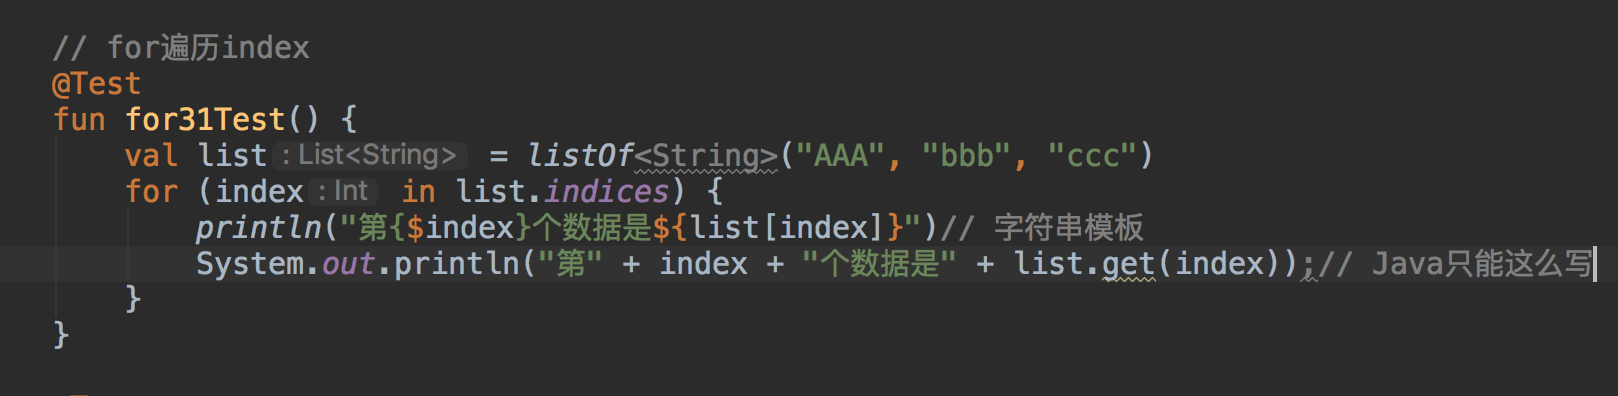 // for遍历index
@Test
fun for31Test() {
val list : List<String> = listOf<String>("AAA", "bbb", "ccc")
for (index : Int in list.indices) {
println("第{$index}个数据是${list[index]}")// 字符串模板
System.out.println("第" + index + "个数据是" + list.get(index));// Java只能这么写
}
}